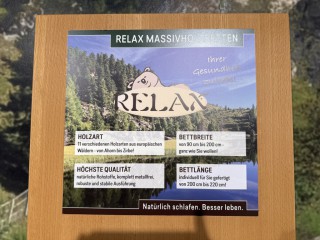 RELAX MASSIVHOLZBETTEN
Ihrer
Gesundheit
RELAX
HOLZART
11 verschiedenen Holzarten aus europäischen
Wäldern - von Ahorn bis Zirbe!
BETTBREITE
von 90 cm bis 200 cm -
ganz wie Sie wollen!
HÖCHSTE QUALITÄT
natürliche Rohstoffe, komplett metallfrei,
robuste und stabile Ausführung
BETTLÄNGE
individuell für Sie gefertigt
von 200 cm bis 220 cm!
Natürlich schlafen. Besser leben.